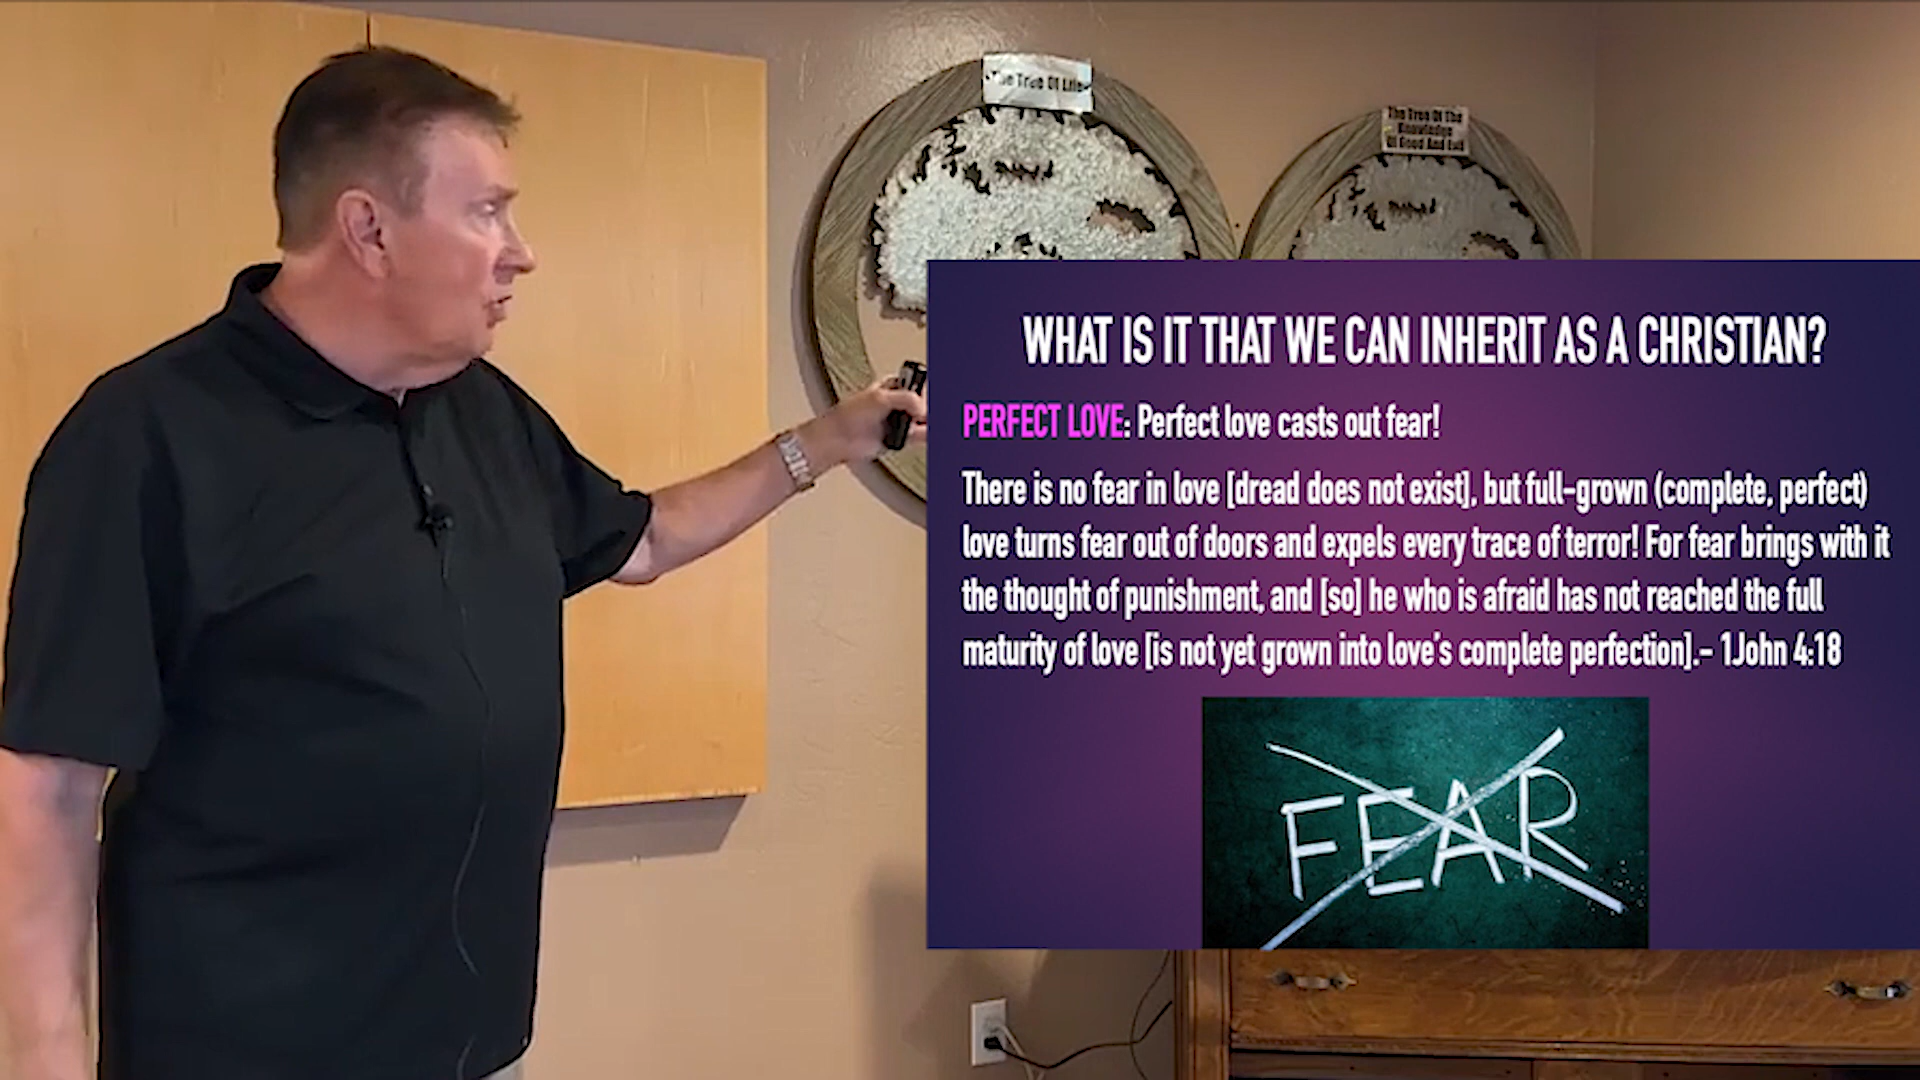 The Tree Of Life
The Tree Of The
Knowledge
Of Good And Evil
WHAT IS IT THAT WE CAN INHERIT AS A CHRISTIAN?
PERFECT LOVE: Perfect love casts out fear!
There is no fear in love [dread does not exist], but full-grown (complete, perfect)
love turns fear out of doors and expels every trace of terror! For fear brings with it
the thought of punishment, and [so] he who is afraid has not reached the full
maturity of love [is not yet grown into love's complete perfection].- 1John 4:18
FEAR